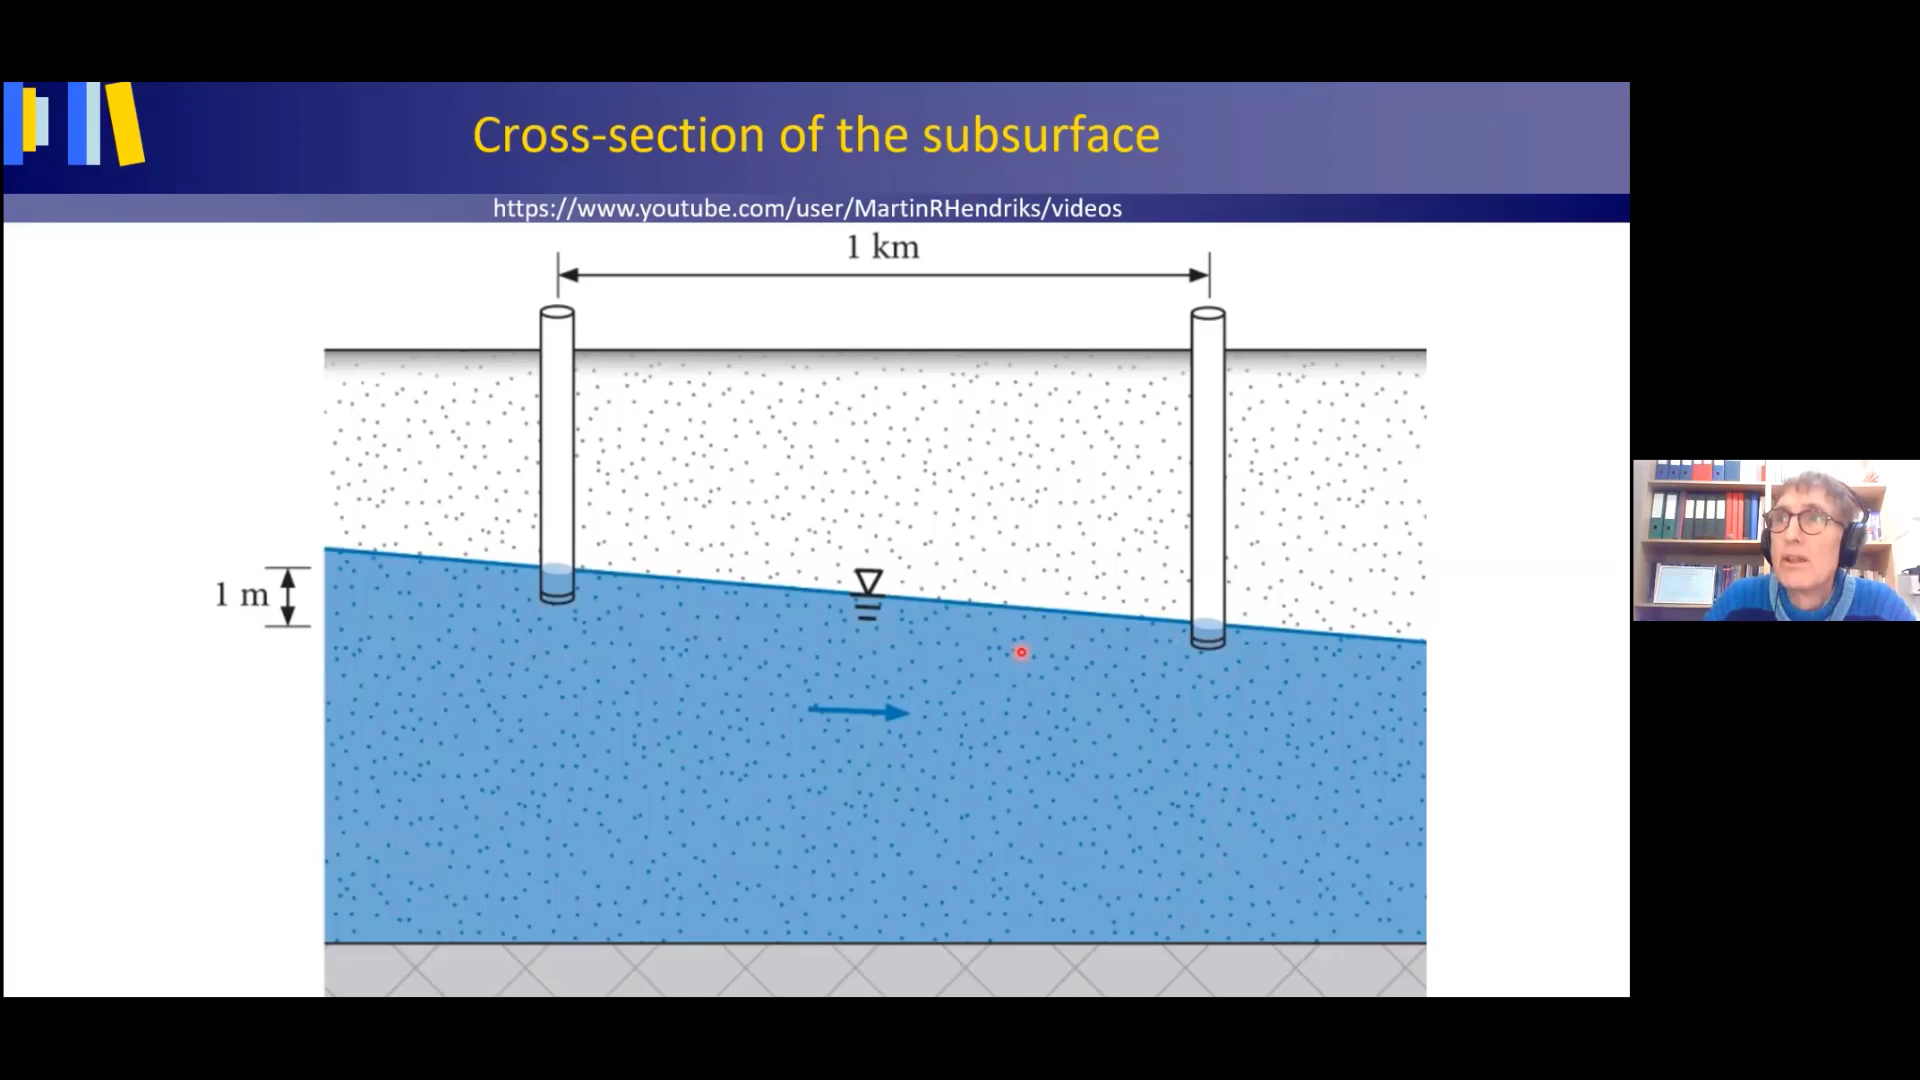 Cross-section of the subsurface
https://www.youtube.com/user/MartinRHendriks/videos
1 km
1 m